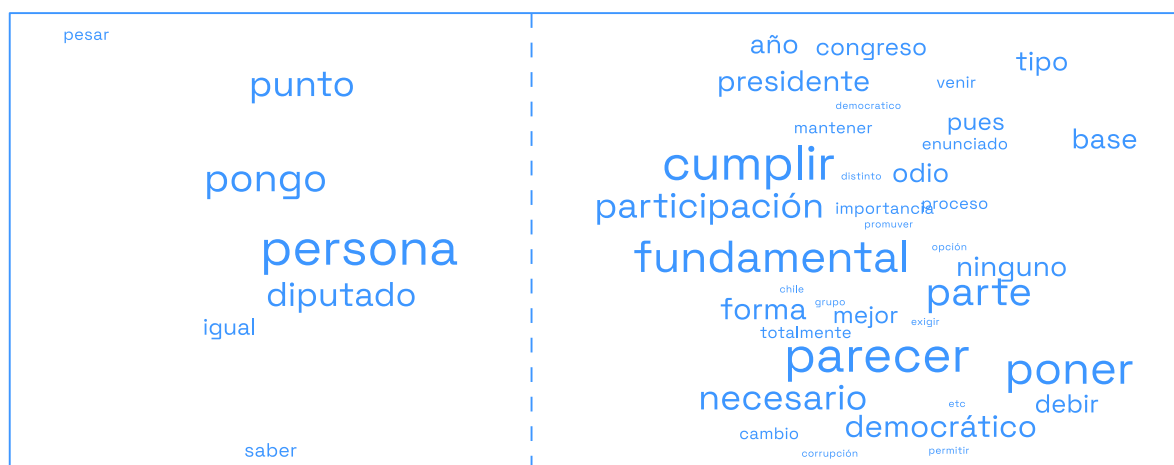 pesar
punto
pongo
persona
diputado
igual
saber
año congreso
tipo
presidente
venir
democratico
mantener
pues
enunciado
base
cumplir
distinto
odio
participación
importancia
proceso
promuver
fundamental
opción
ninguno
chile
parte
forma
grupo
mejor
exigir
totalmente
parecer
poner
necesario
etc
debir
cambio
democrático
corrupción
permitir